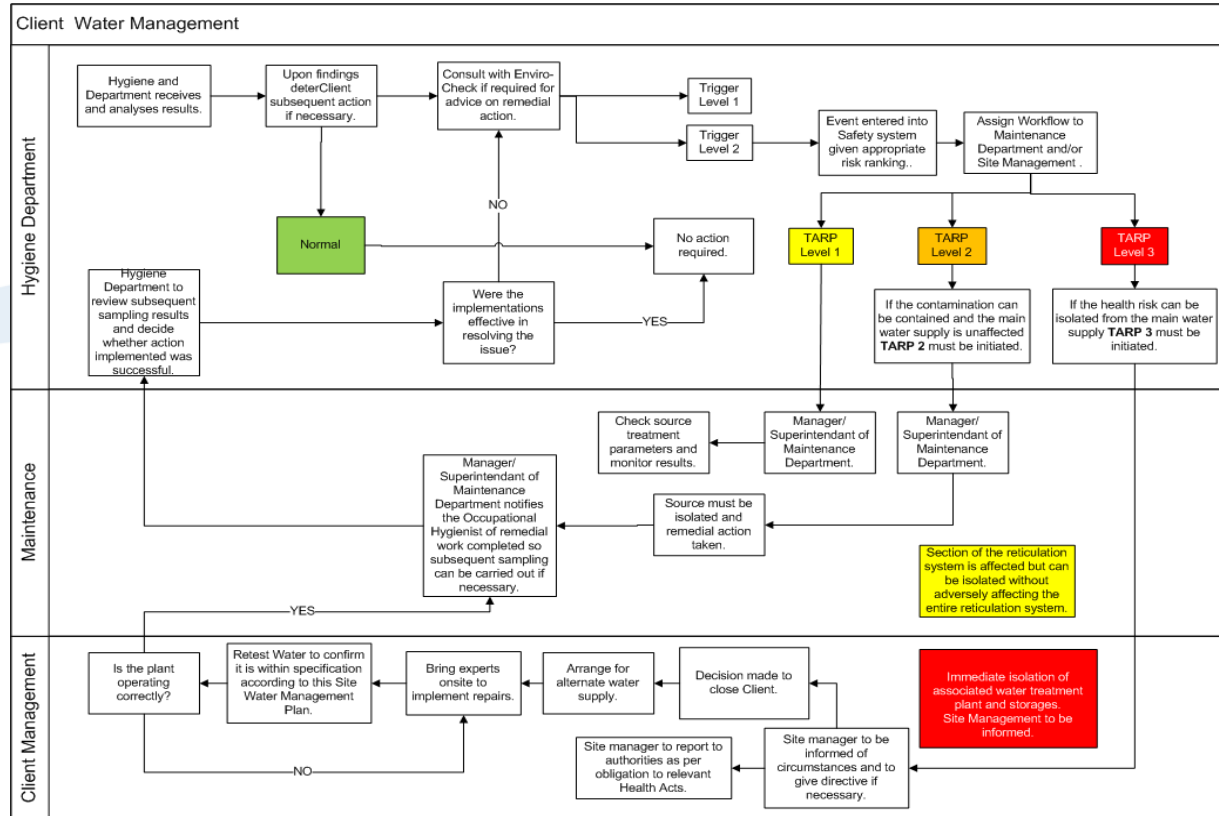 Client Water Management
Hygiene Department
Hygiene and
Department receives
and analyses results.
Upon findings
deterClient
subsequent action
if necessary.
Consult with Enviro-
Check if required for
advice on remedial
action.
Trigger
Level 1
Trigger
Level 2
Event entered into
Safety system
given appropriate
risk ranking..
Assign Workflow to
Maintenance
Department and/or
Site Management .
NO
Normal
No action
required.
TARP
Level 1
TARP
Level 2
TARP
Level 3
Hygiene
Department to
review subsequent
sampling results
and decide
whether action
implemented was
successful.
Were the
implementations
effective in
resolving the
issue?
YES
If the contamination can
be contained and the main
water supply is unaffected
TARP 2 must be initiated.
If the health risk can be
isolated from the main water
supply TARP 3 must be
initiated.
Maintenance
Check source
treatment
parameters and
monitor results.
Manager/
Superintendant of
Maintenance
Department.
Manager/
Superintendant of
Maintenance
Department.
Manager/
Superintendant of
Maintenance
Department notifies
the Occupational
Hygienist of remedial
work completed so
subsequent sampling
can be carried out if
necessary.
Source must be
isolated and
remedial action
taken.
Section of the reticulation
system is affected but can
be isolated without
adversely affecting the
entire reticulation system.
YES
Client Management
Is the plant
operating
correctly?
Retest Water to confirm
it is within specification
according to this Site
Water Management
Plan.
Bring experts
onsite to
implement repairs.
Arrange for
alternate water
supply.
Decision made to
close Client.
Immediate isolation of
associated water treatment
plant and storages.
Site Management to be
informed.
NO
Site manager to report to
authorities as per
obligation to relevant
Health Acts.
Site manager to be
informed of
circumstances and to
give directive if
necessary.